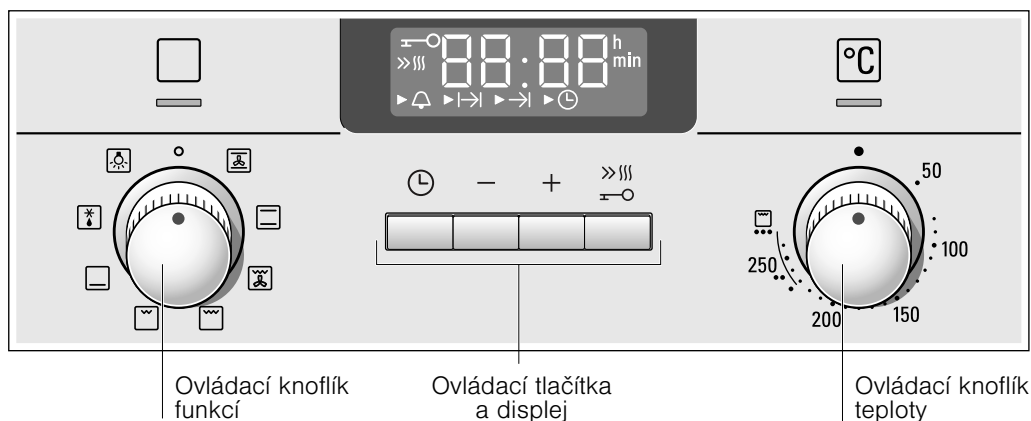 88:88 h
min
°C
50
100
150
200
250
Ovládací knoflík
funkcí
Ovládací tlačítka
a displej
Ovládací knoflík
teploty